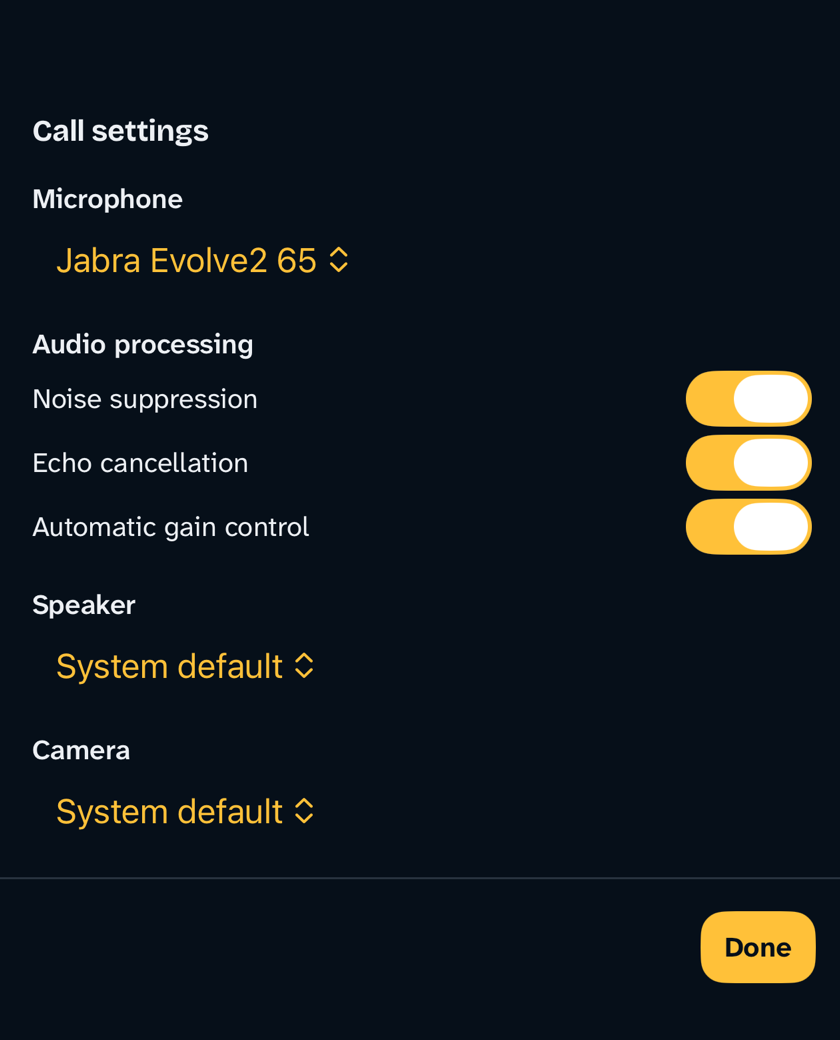 Call settings
Microphone
Jabra Evolve2 65
Audio processing
Noise suppression
Echo cancellation
Automatic gain control
Speaker
System default
Camera
System default
Done